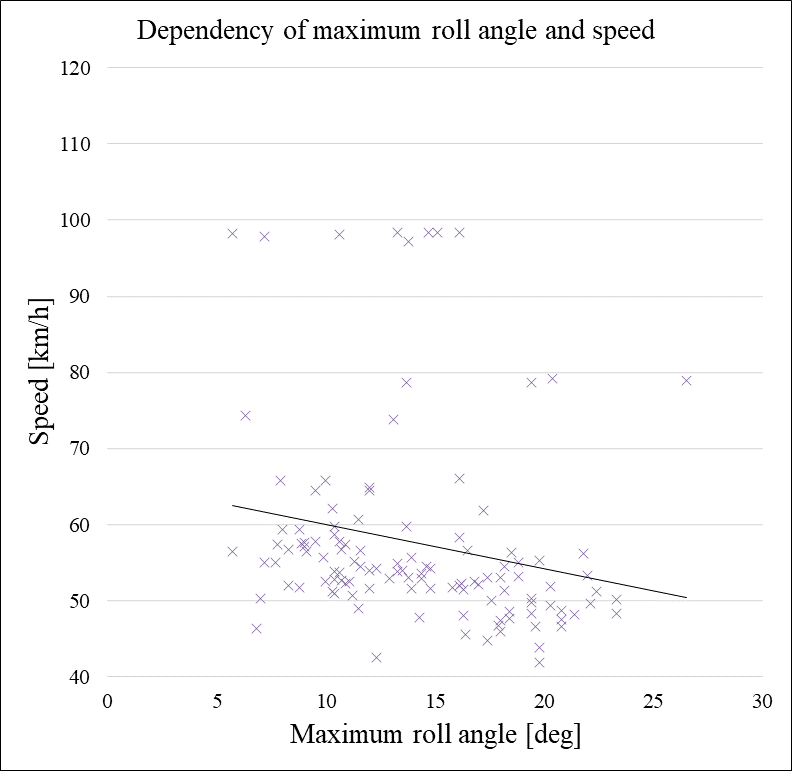 Dependency of maximum roll angle and speed
120
110
100
90
80
70
60
50
40
Speed [km/h]
0 5 10 15 20 25 30
Maximum roll angle [deg]